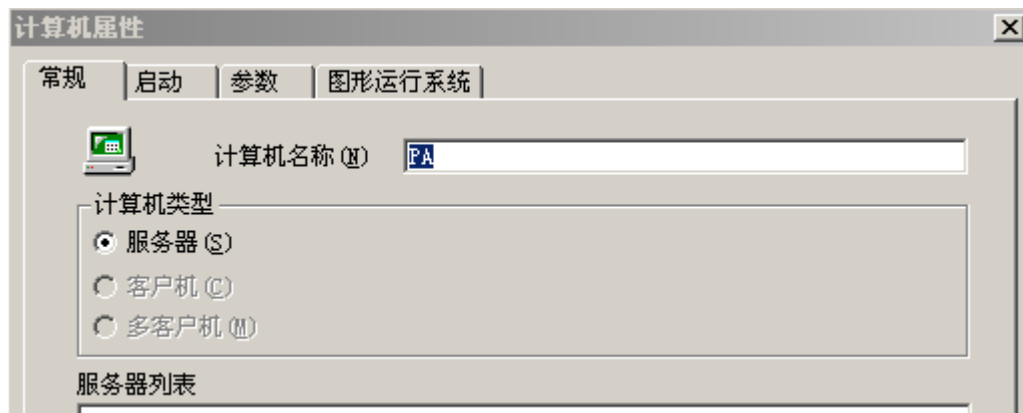 计算机属性
常规 启动 参数 图形运行系统
计算机名称(N) PA
计算机类型
服务器(S)
客户机(C)
多客户机(M)
服务器列表